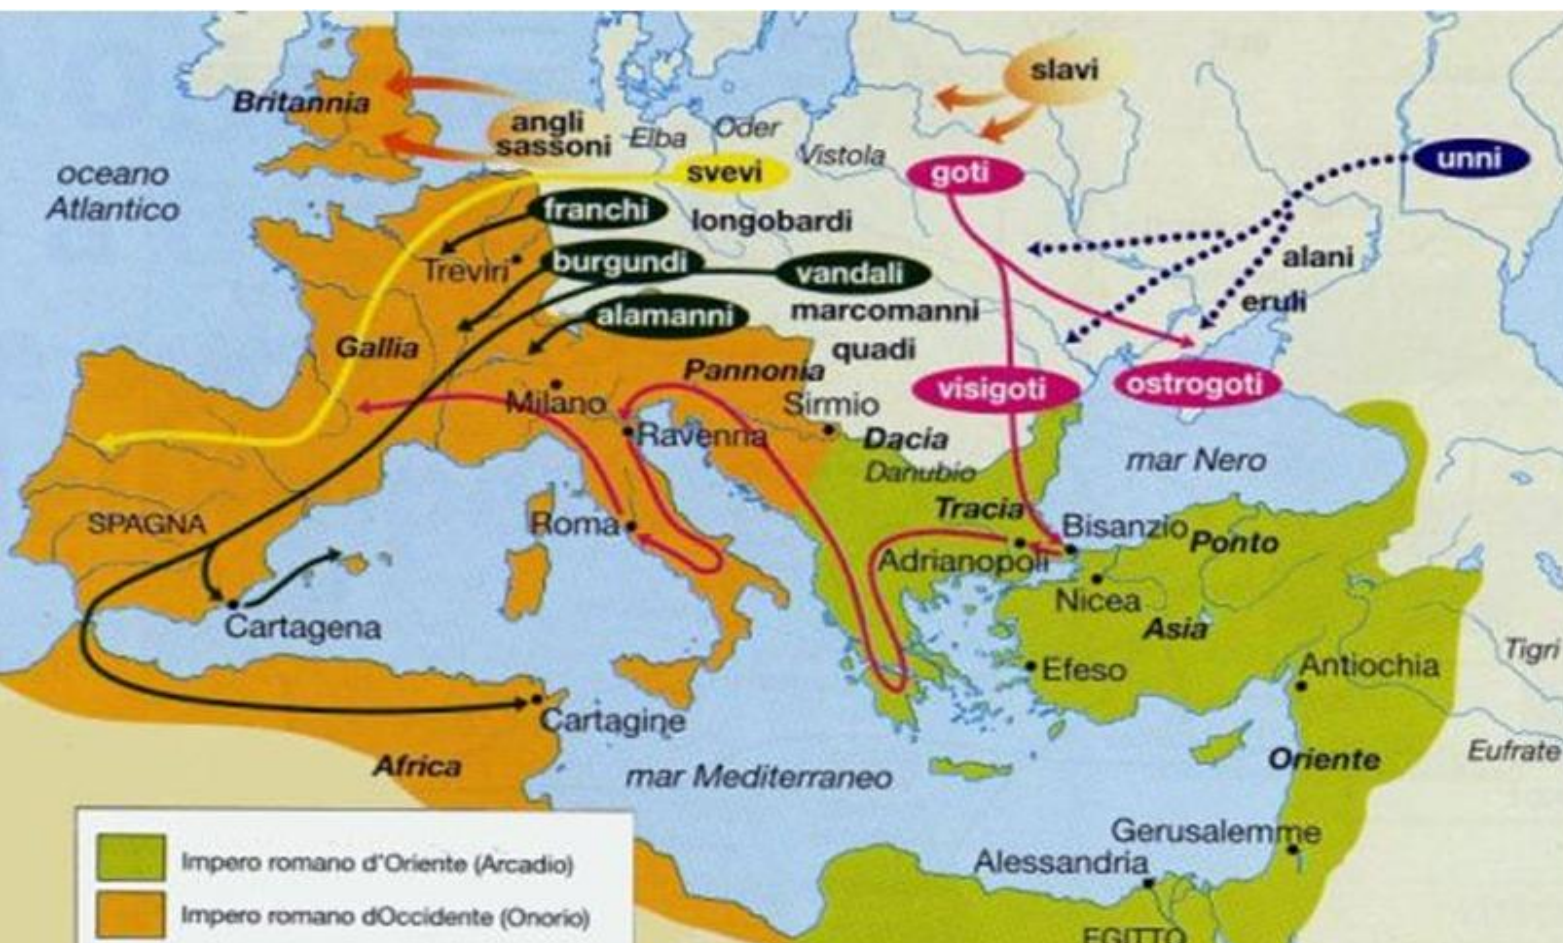 slavi
Britannia
angli
sassoni
Elba
Oder
Vistola
unni
oceano
Atlantico
svevi
goti
franchi
longobardi
Treviri
burgundi
vandali
alani
alamanni
marcomanni
eruli
Gallia
quadi
Pannonia
visigoti
ostrogoti
Milano
Sirmio
Ravenna
Dacia
Danubio
mar Nero
SPAGNA
Roma
Tracia
Bisanzio
Ponto
Adrianopoli
Nicea
Cartagena
Asia
Tigri
Efeso
Antiochia
Cartagine
Africa
mar Mediterraneo
Oriente
Eufrate
Gerusalemme
Alessandria
Impero romano d'Oriente (Arcadio)
Impero romano dOccidente (Onorio)
EGITTO